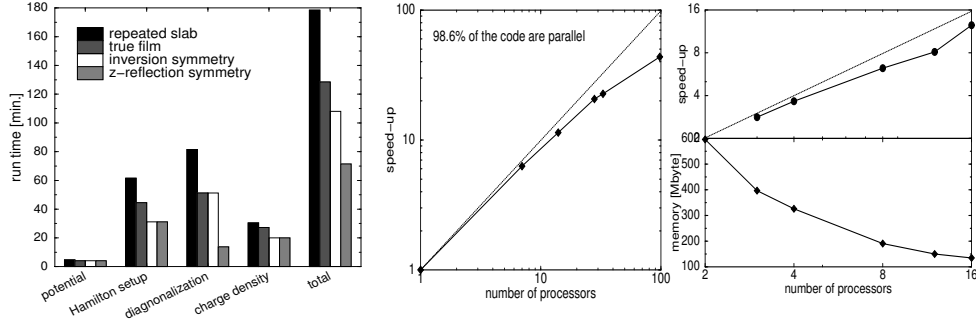 180
160
140
120
100
80
60
40
20
0
run time [min.]
repeated slab
true film
inversion symmetry
z-reflection symmetry
potential
Hamilton setup
diagnonalization
charge density
total
100
10
1
speed-up
98.6% of the code are parallel
1
10
100
number of processors
16
8
4
2
speed-up
600
500
400
300
200
100
memory [Mbyte]
2
4
8
16
number of processors